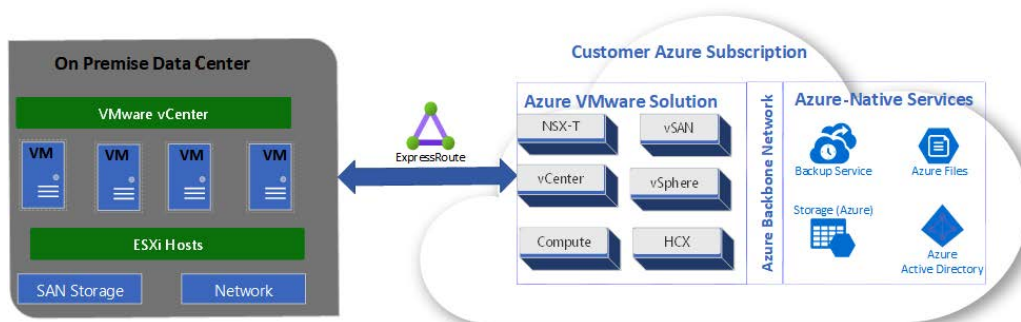 On Premise Data Center
VMware vCenter
VM
VM
VM
VM
ESXi Hosts
SAN Storage
Network
ExpressRoute
Customer Azure Subscription
Azure VMware Solution
NSX-T
vSAN
vCenter
vSphere
Compute
HCX
Azure Backbone Network
Azure-Native Services
Backup Service
Azure Files
Storage (Azure)
Azure
Active Directory